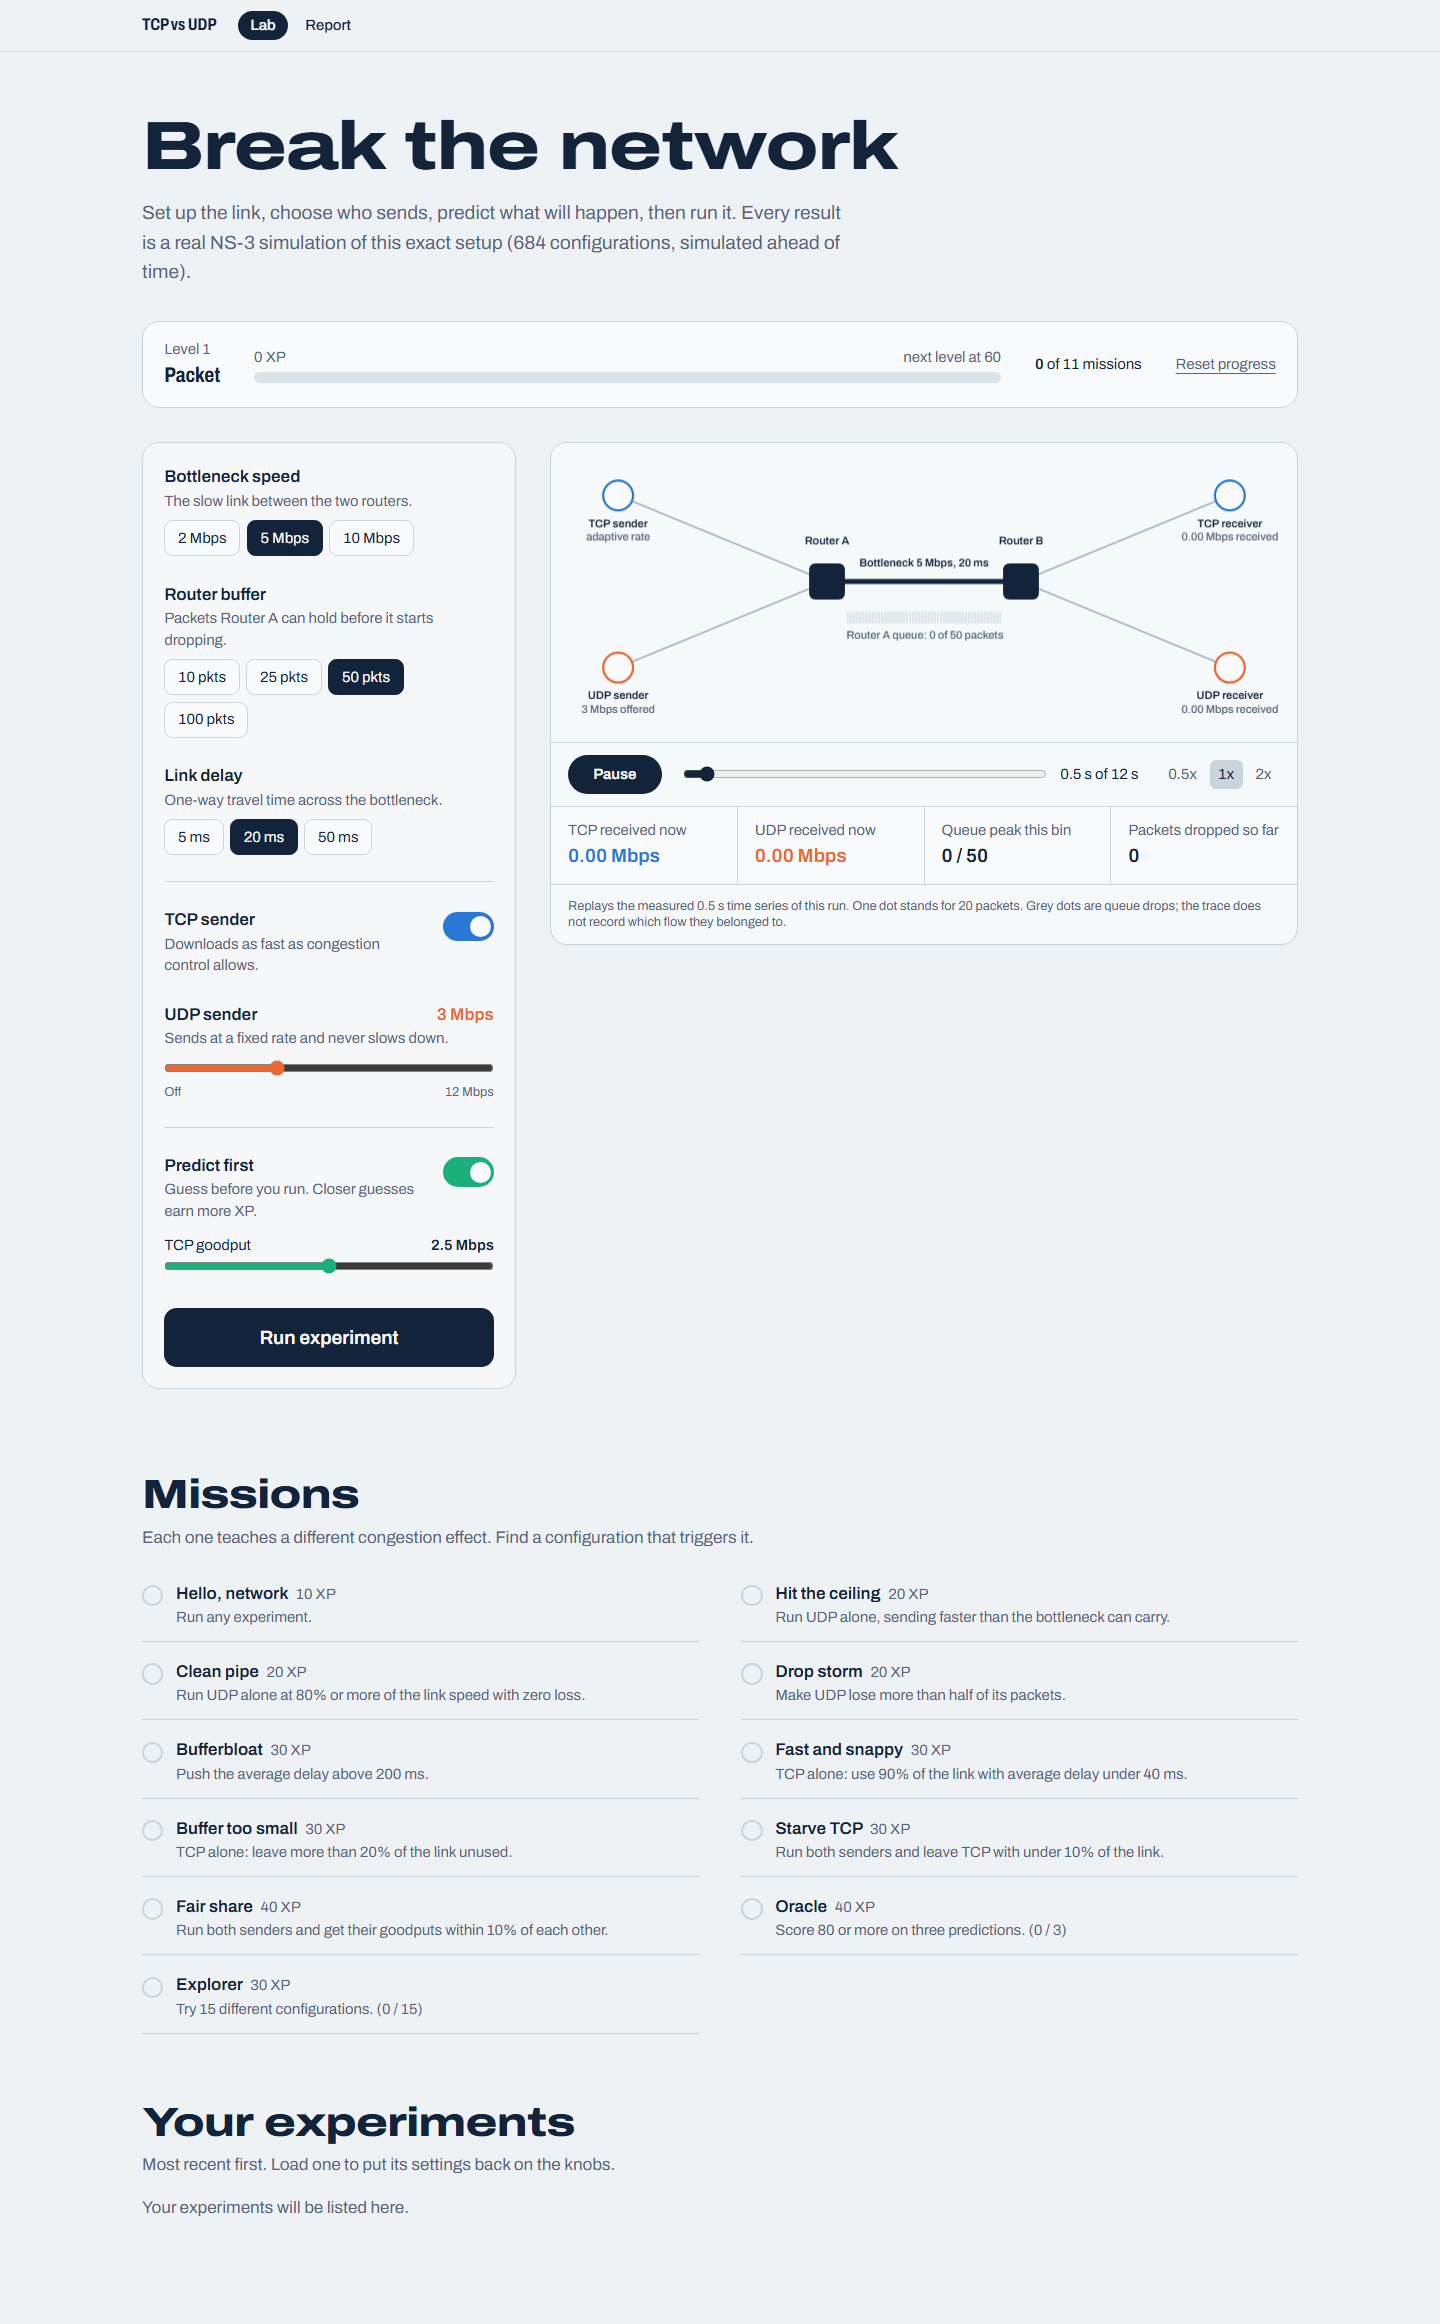 TCP vs UDP
Lab
Report
Break the network
Set up the link, choose who sends, predict what will happen, then run it. Every result
is a real NS-3 simulation of this exact setup (684 configurations, simulated ahead of
time).
Level 1
Packet
0 XP
next level at 60
0 of 11 missions
Reset progress
Bottleneck speed
The slow link between the two routers.
2 Mbps
5 Mbps
10 Mbps
Router buffer
Packets Router A can hold before it starts
dropping.
10 pkts
25 pkts
50 pkts
100 pkts
Link delay
One-way travel time across the bottleneck.
5 ms
20 ms
50 ms
TCP sender
Downloads as fast as congestion
control allows.
UDP sender
3 Mbps
Sends at a fixed rate and never slows down.
Off
12 Mbps
Predict first
Guess before you run. Closer guesses
earn more XP.
TCP goodput
2.5 Mbps
Run experiment
TCP sender
adaptive rate
TCP receiver
0.00 Mbps received
Router A
Router B
Bottleneck 5 Mbps, 20 ms
Router A queue: 0 of 50 packets
UDP sender
3 Mbps offered
UDP receiver
0.00 Mbps received
Pause
0.5 s of 12 s
0.5x
1x
2x
TCP received now
0.00 Mbps
UDP received now
0.00 Mbps
Queue peak this bin
0 / 50
Packets dropped so far
0
Replays the measured 0.5 s time series of this run. One dot stands for 20 packets. Grey dots are queue drops; the trace does
not record which flow they belonged to.
Missions
Each one teaches a different congestion effect. Find a configuration that triggers it.
Hello, network 10 XP
Run any experiment.
Hit the ceiling 20 XP
Run UDP alone, sending faster than the bottleneck can carry.
Clean pipe 20 XP
Run UDP alone at 80% or more of the link speed with zero loss.
Drop storm 20 XP
Make UDP lose more than half of its packets.
Bufferbloat 30 XP
Push the average delay above 200 ms.
Fast and snappy 30 XP
TCP alone: use 90% of the link with average delay under 40 ms.
Buffer too small 30 XP
TCP alone: leave more than 20% of the link unused.
Starve TCP 30 XP
Run both senders and leave TCP with under 10% of the link.
Fair share 40 XP
Run both senders and get their goodputs within 10% of each other.
Oracle 40 XP
Score 80 or more on three predictions. (0 / 3)
Explorer 30 XP
Try 15 different configurations. (0 / 15)
Your experiments
Most recent first. Load one to put its settings back on the knobs.
Your experiments will be listed here.